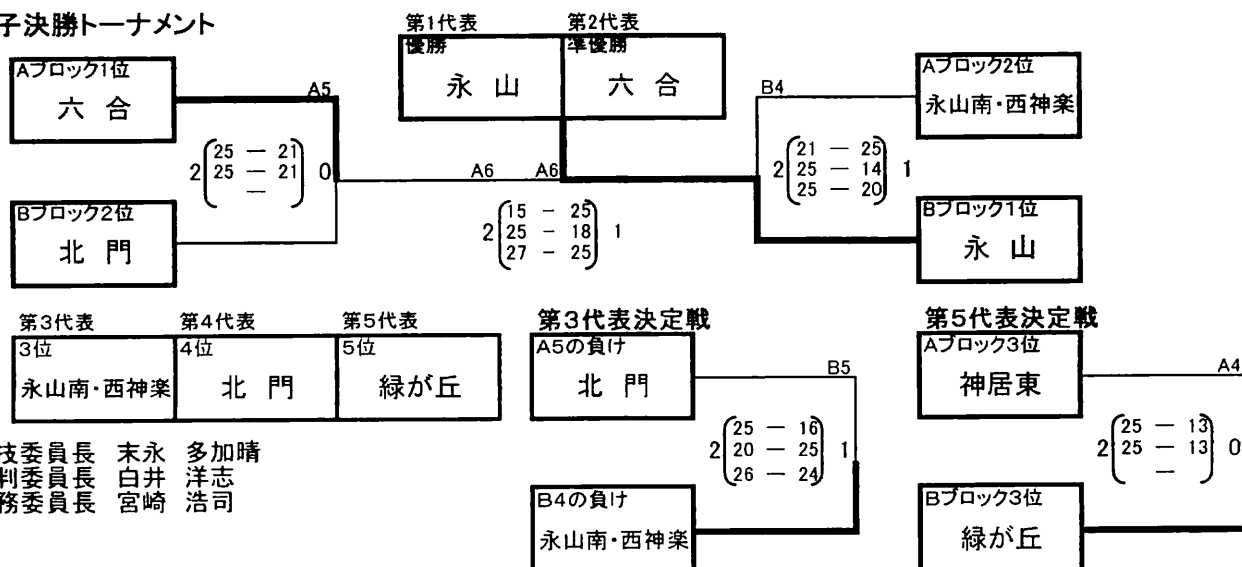 子決勝トーナメント
第1代表 第2代表
優勝 準優勝
永 山 六 合
Aブロック1位
六 合
A5
2 25 － 21 0
25 － 21
－
Bブロック2位
北 門
A6 A6
2 15 － 25 1
25 － 18
27 － 25
B4
Aブロック2位
永山南・西神楽
2 21 － 25 1
25 － 14
25 － 20
Bブロック1位
永 山
第3代表 第4代表 第5代表
3位 4位 5位
永山南・西神楽 北 門 緑が丘
技委員長 末永 多加晴
判委員長 白井 洋志
務委員長 宮崎 浩司
第3代表決定戦
A5の負け
北 門
B5
2 25 － 16 1
20 － 25
26 － 24
B4の負け
永山南・西神楽
第5代表決定戦
Aブロック3位
神居東
A4
2 25 － 13 0
25 － 13
－
Bブロック3位
緑が丘